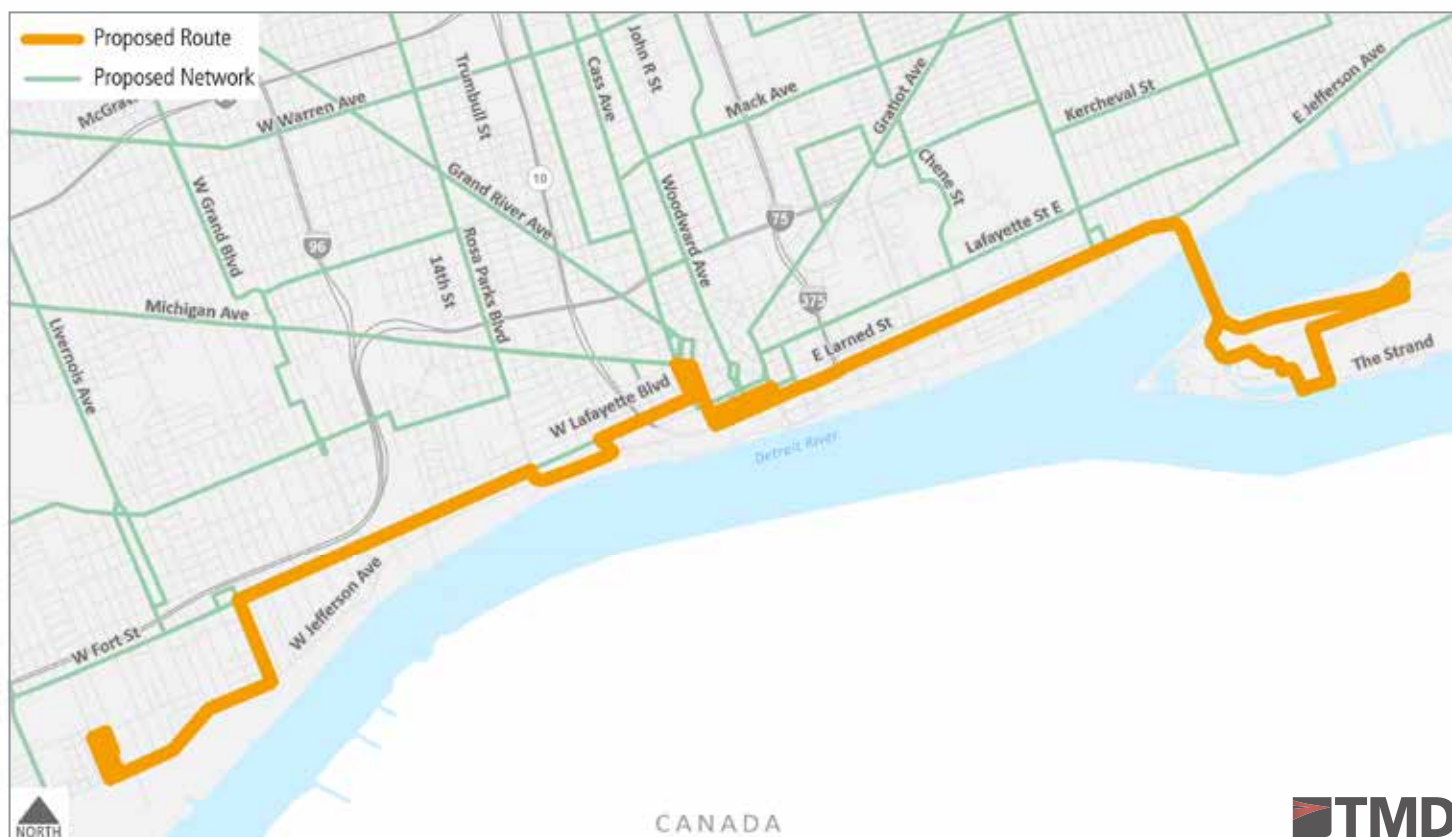 Proposed Route
Proposed Network
McGra
W Warren Ave
Trumbull St
Cass Ave
John R St
Mack Ave
Gratiot Ave
Kercheval St
E Jefferson Ave
10
Grand River Ave
W Grand Blvd
96
Woodward Ave
75
Chene St
Lafayette St E
14th St
Rosa Parks Blvd
Michigan Ave
Livernois Ave
375
E Larned St
The Strand
W Lafayette Blvd
Detroit River
W Jefferson Ave
W Fort St
NORTH
CANADA
TMD